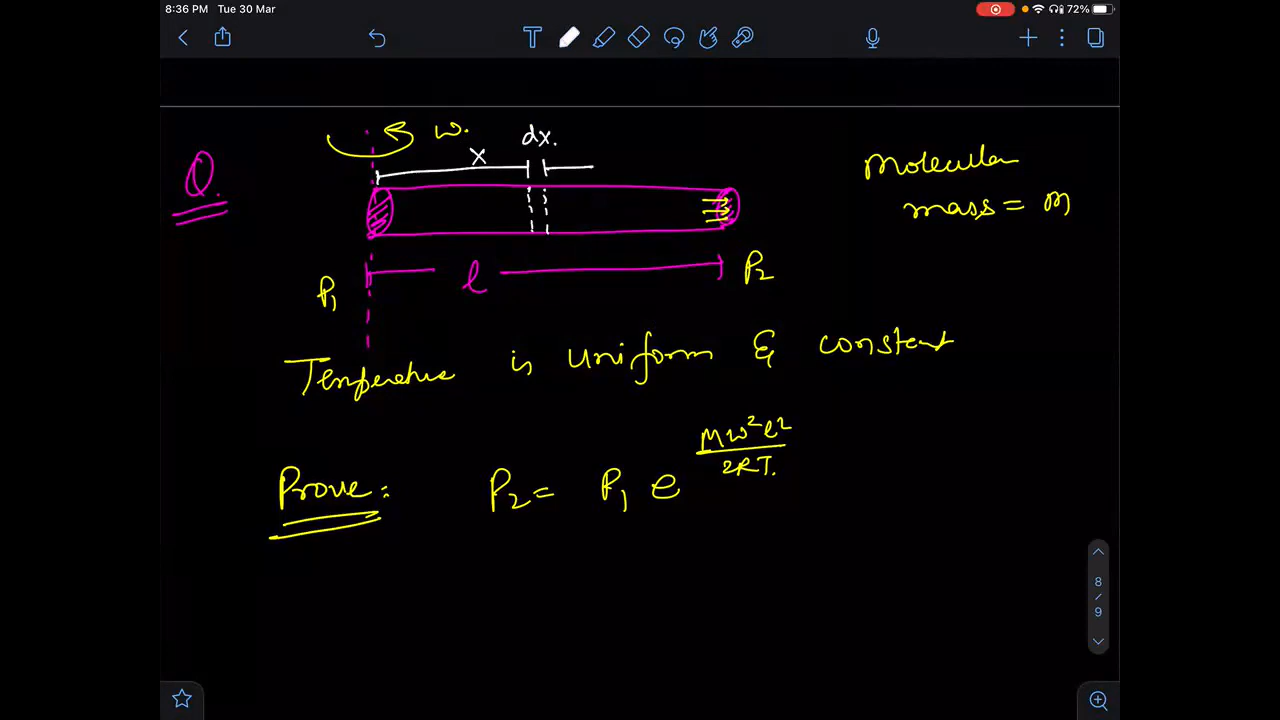 8:36 PM Tue 30 Mar
72%
Q.
ω.
x
dx.
Molecular
mass = M
l
P₁
P₂
Temperature is uniform & constant
Prove: P₂ = P₁ e^(Mω²l²/2RT.)
8
/
9